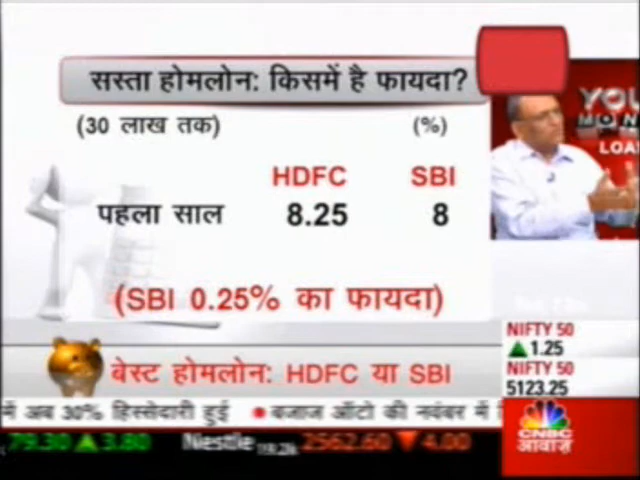 सस्ता होमलोन: किसमें है फायदा?
(30 लाख तक) (%)
HDFC SBI
पहला साल 8.25 8
(SBI 0.25% का फायदा)
बेस्ट होमलोन: HDFC या SBI
LOA
NIFTY 50
▲1.25
NIFTY 50
5123.25
में अब 30% हिस्सेदारी हुई • बजाज ऑटो की नवंबर में
79.30 ▲ 3.80 Nestle 2562.60 ▼ 4.00
CNBC
आवाज़